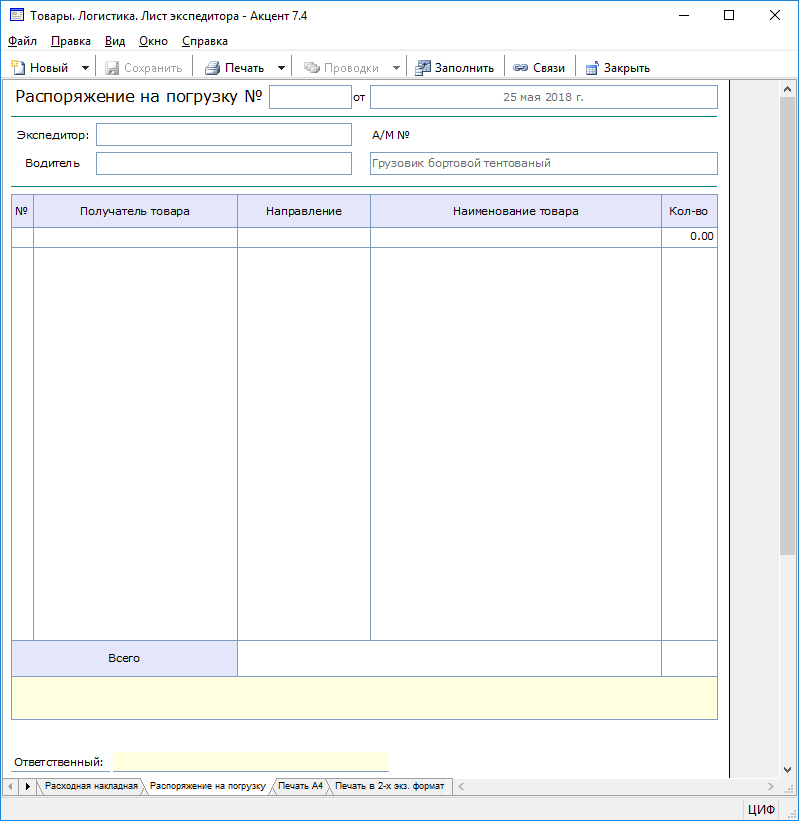 Товары. Логистика. Лист экспедитора - Акцент 7.4
Файл Правка Вид Окно Справка
Новый Сохранить Печать Проводки Заполнить Связи Закрыть
Распоряжение на погрузку № от 25 мая 2018 г.
Экспедитор: А/М №
Водитель Грузовик бортовой тентованый
№ Получатель товара Направление Наименование товара Кол-во
0.00
Всего
Ответственный:
Расходная накладная Распоряжение на погрузку Печать А4 Печать в 2-х экз. формат
ЦИФ